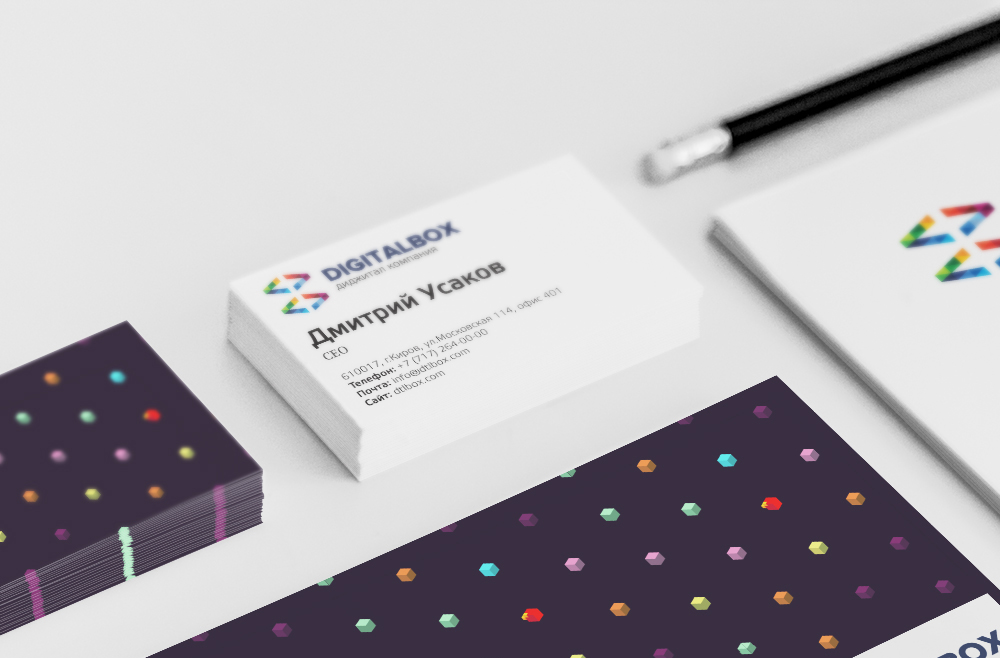 DIGITALBOX
диджитал компания
Дмитрий Усаков
CEO
610017, г.Киров, ул.Московская 114, офис 401
Телефон: +7 (717) 264-00-00
Почта: info@dtlbox.com
Сайт: dtlbox.com
BOX